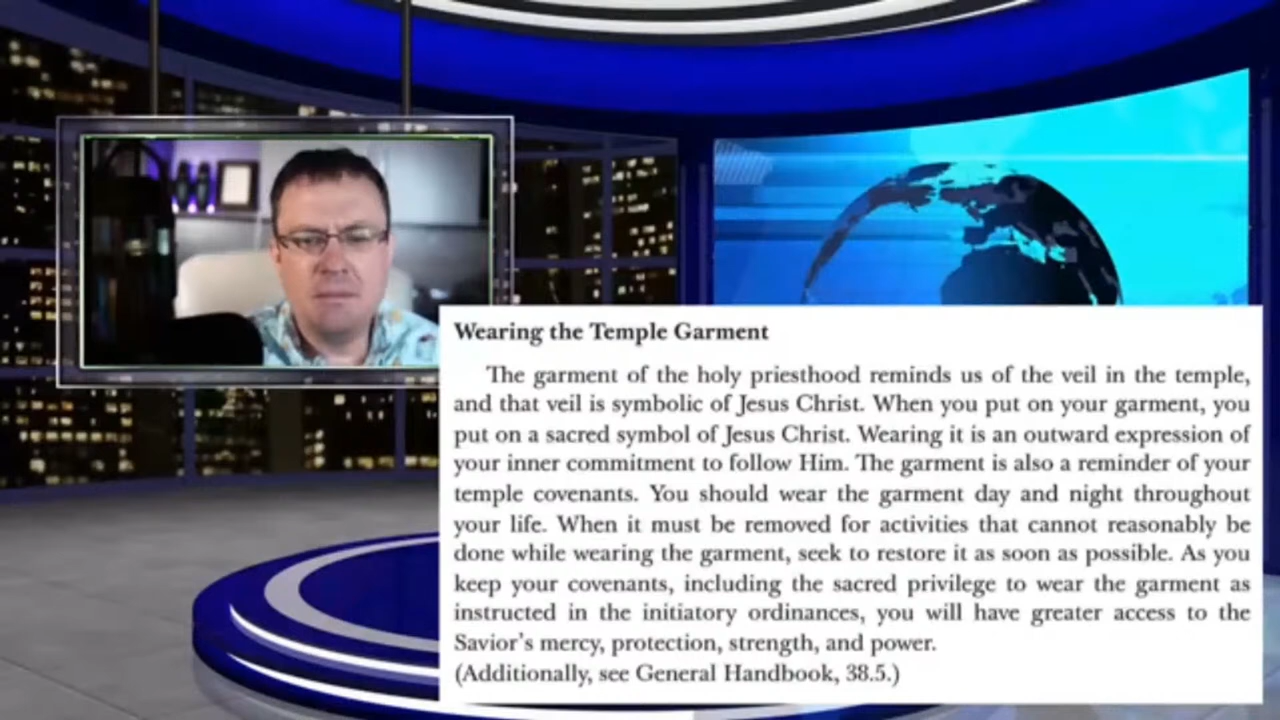 Wearing the Temple Garment
The garment of the holy priesthood reminds us of the veil in the temple,
and that veil is symbolic of Jesus Christ. When you put on your garment, you
put on a sacred symbol of Jesus Christ. Wearing it is an outward expression of
your inner commitment to follow Him. The garment is also a reminder of your
temple covenants. You should wear the garment day and night throughout
your life. When it must be removed for activities that cannot reasonably be
done while wearing the garment, seek to restore it as soon as possible. As you
keep your covenants, including the sacred privilege to wear the garment as
instructed in the initiatory ordinances, you will have greater access to the
Savior’s mercy, protection, strength, and power.
(Additionally, see General Handbook, 38.5.)